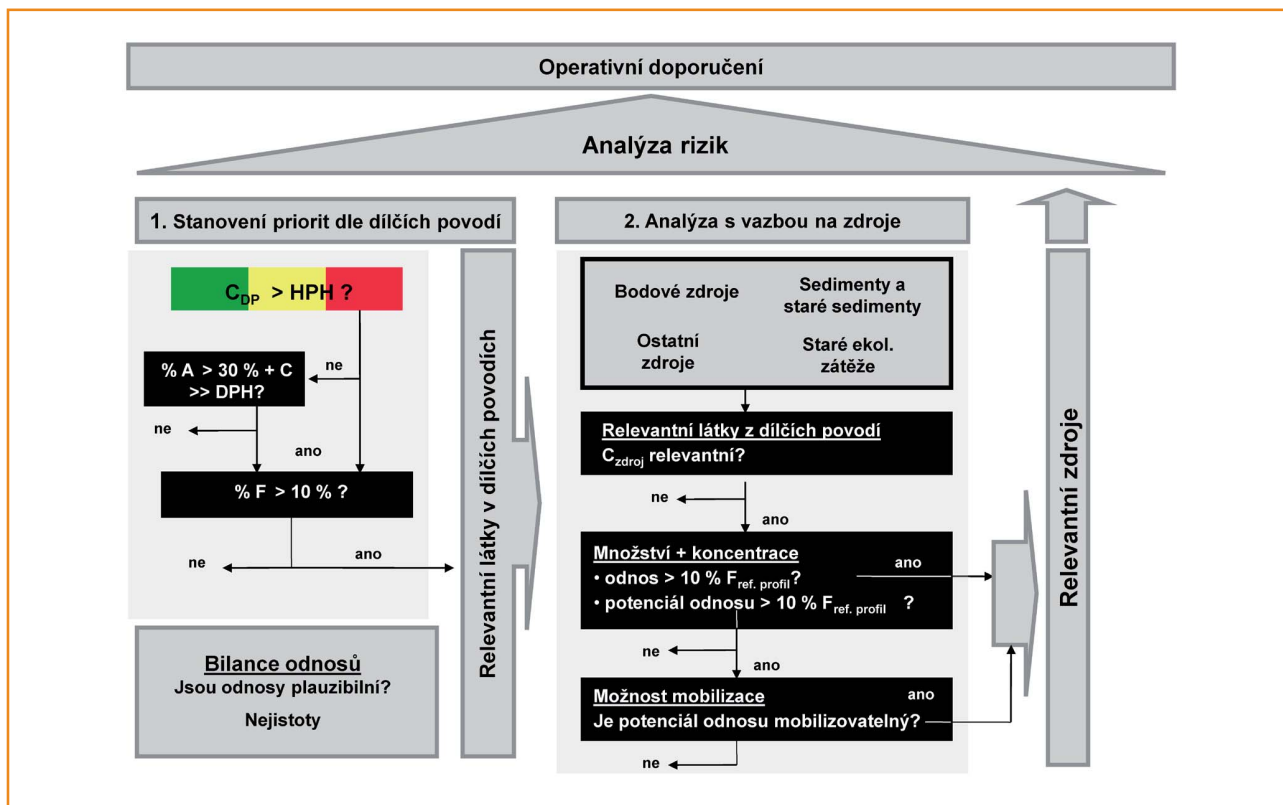 Operativní doporučení
Analýza rizik
1. Stanovení priorit dle dílčích povodí
C_DP > HPH ?
% A > 30 % + C
>> DPH?
ne
ne
ano
% F > 10 % ?
ne
ano
Bilance odnosů
Jsou odnosy plauzibilní?
Nejistoty
Relevantní látky v dílčích povodích
2. Analýza s vazbou na zdroje
Bodové zdroje
Sedimenty a
staré sedimenty
Ostatní
zdroje
Staré ekol.
zátěže
Relevantní látky z dílčích povodí
C_zdroj relevantní?
ne
ano
Množství + koncentrace
• odnos > 10 % F_ref. profil?
• potenciál odnosu > 10 % F_ref. profil ?
ano
ne
ano
Možnost mobilizace
Je potenciál odnosu mobilizovatelný?
ano
ne
Relevantní zdroje